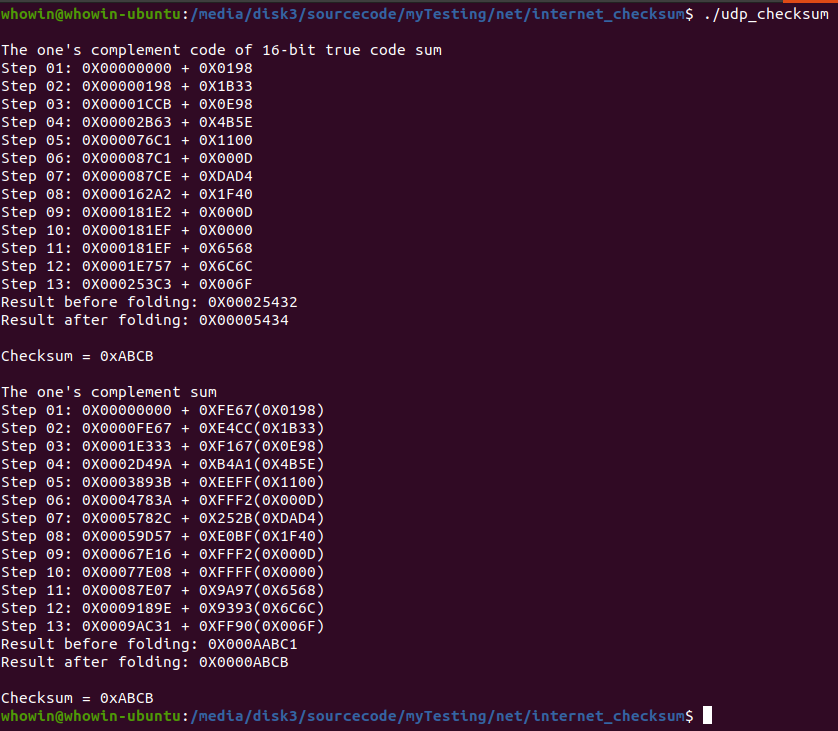 whowin@whowin-ubuntu:/media/disk3/sourcecode/myTesting/net/internet_checksum$ ./udp_checksum
The one's complement code of 16-bit true code sum
Step 01: 0X00000000 + 0X0198
Step 02: 0X00000198 + 0X1B33
Step 03: 0X00001CCB + 0X0E98
Step 04: 0X00002B63 + 0X4B5E
Step 05: 0X000076C1 + 0X1100
Step 06: 0X000087C1 + 0X000D
Step 07: 0X000087CE + 0XDAD4
Step 08: 0X000162A2 + 0X1F40
Step 09: 0X000181E2 + 0X000D
Step 10: 0X000181EF + 0X0000
Step 11: 0X000181EF + 0X6568
Step 12: 0X0001E757 + 0X6C6C
Step 13: 0X000253C3 + 0X006F
Result before folding: 0X00025432
Result after folding: 0X00005434
Checksum = 0xABCB
The one's complement sum
Step 01: 0X00000000 + 0XFE67(0X0198)
Step 02: 0X0000FE67 + 0XE4CC(0X1B33)
Step 03: 0X0001E333 + 0XF167(0X0E98)
Step 04: 0X0002D49A + 0XB4A1(0X4B5E)
Step 05: 0X0003893B + 0XEEFF(0X1100)
Step 06: 0X0004783A + 0XFFF2(0X000D)
Step 07: 0X0005782C + 0X252B(0XDAD4)
Step 08: 0X00059D57 + 0XE0BF(0X1F40)
Step 09: 0X00067E16 + 0XFFF2(0X000D)
Step 10: 0X00077E08 + 0XFFFF(0X0000)
Step 11: 0X00087E07 + 0X9A97(0X6568)
Step 12: 0X0009189E + 0X9393(0X6C6C)
Step 13: 0X0009AC31 + 0XFF90(0X006F)
Result before folding: 0X000AABC1
Result after folding: 0X0000ABCB
Checksum = 0xABCB
whowin@whowin-ubuntu:/media/disk3/sourcecode/myTesting/net/internet_checksum$